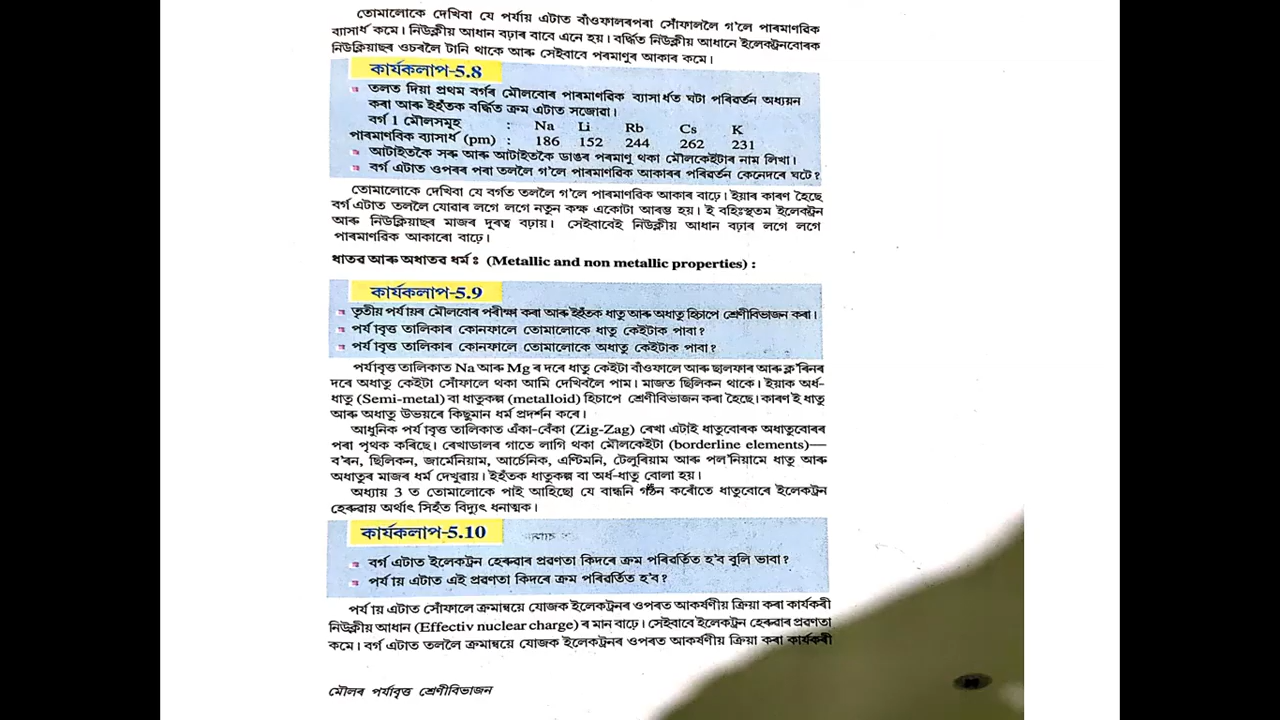 তোমালোকে দেখিবা যে পৰ্যায় এটাত বাঁওফালৰপৰা সোঁফাললৈ গ'লে পাৰমাণৱিক
ব্যাসাৰ্ধ কমে। নিউক্লীয় আধান বঢ়াৰ বাবে এনে হয়। বৰ্দ্ধিত নিউক্লীয় আধানে ইলেকট্ৰনবোৰক
নিউক্লিয়াছৰ ওচৰলৈ টানি থাকে আৰু সেইবাবে পৰমাণুৰ আকাৰ কমে।
কাৰ্যকলাপ-5.8
তলত দিয়া প্ৰথম বৰ্গৰ মৌলবোৰ পাৰমাণৱিক ব্যাসাৰ্ধত ঘটা পৰিৱৰ্তন অধ্যয়ন
কৰা আৰু ইহঁতক বৰ্দ্ধিত ক্ৰম এটাত সজোৱা।
বৰ্গ 1 মৌলসমূহ : Na Li Rb Cs K
পাৰমাণবিক ব্যাসাৰ্ধ (pm) : 186 152 244 262 231
আটাইতকৈ সৰু আৰু আটাইতকৈ ডাঙৰ পৰমাণু থকা মৌলকেইটাৰ নাম লিখা।
বৰ্গ এটাত ওপৰৰ পৰা তললৈ গ'লে পাৰমাণৱিক আকাৰৰ পৰিৱৰ্তন কেনেদৰে ঘটে?
তোমালোকে দেখিবা যে বৰ্গত তললৈ গ'লে পাৰমাণৱিক আকাৰ বাঢ়ে। ইয়াৰ কাৰণ হৈছে
বৰ্গ এটাত তললৈ যোৱাৰ লগে লগে নতুন কক্ষ একোটা আৰম্ভ হয়। ই বহিঃস্থতম ইলেকট্ৰন
আৰু নিউক্লিয়াছৰ মাজৰ দূৰত্ব বঢ়ায়। সেইবাবেই নিউক্লীয় আধান বঢ়াৰ লগে লগে
পাৰমাণৱিক আকাৰো বাঢ়ে।
ধাতৱ আৰু অধাতৱ ধৰ্ম ঃ (Metallic and non metallic properties) :
কাৰ্যকলাপ-5.9
তৃতীয় পৰ্যায়ৰ মৌলবোৰ পৰীক্ষা কৰা আৰু ইহঁতক ধাতু আৰু অধাতু হিচাপে শ্ৰেণীবিভাজন কৰা।
পৰ্যাবৃত্ত তালিকাৰ কোনফালে তোমালোকে ধাতু কেইটাক পাবা?
পৰ্যাবৃত্ত তালিকাৰ কোনফালে তোমালোকে অধাতু কেইটাক পাবা?
পৰ্যাবৃত্ত তালিকাত Na আৰু Mg ৰ দৰে ধাতু কেইটা বাঁওফালে আৰু ছালফাৰ আৰু ক্ল'ৰিনৰ
দৰে অধাতু কেইটা সোঁফালে থকা আমি দেখিবলৈ পাম। মাজত ছিলিকন থাকে। ইয়াক অৰ্ধ-
ধাতু (Semi-metal) বা ধাতুকল্প (metalloid) হিচাপে শ্ৰেণীবিভাজন কৰা হৈছে। কাৰণ ই ধাতু
আৰু অধাতু উভয়ৰে কিছুমান ধৰ্ম প্ৰদৰ্শন কৰে।
আধুনিক পৰ্যাবৃত্ত তালিকাত এঁকা-বেঁকা (Zig-Zag) ৰেখা এটাই ধাতুবোৰক অধাতুবোৰৰ
পৰা পৃথক কৰিছে। ৰেখাডালৰ গাতে লাগি থকা মৌলকেইটা (borderline elements)—
ব'ৰন, ছিলিকন, জাৰ্মেনিয়াম, আৰ্চেনিক, এণ্টিমনি, টেলুৰিয়াম আৰু পল'নিয়ামে ধাতু আৰু
অধাতুৰ মাজৰ ধৰ্ম দেখুৱায়। ইহঁতক ধাতুকল্প বা অৰ্ধ-ধাতু বোলা হয়।
অধ্যায় 3 ত তোমালোকে পাই আহিছো যে বান্ধনি গঠন কৰোঁতে ধাতুবোৰে ইলেকট্ৰন
হেৰুৱায় অৰ্থাৎ সিহঁত বিদ্যুৎ ধনাত্মক।
কাৰ্যকলাপ-5.10
বৰ্গ এটাত ইলেকট্ৰন হেৰুৱাৰ প্ৰৱণতা কিদৰে ক্ৰম পৰিৱৰ্তিত হ'ব বুলি ভাবা?
পৰ্যায় এটাত এই প্ৰৱণতা কিদৰে ক্ৰম পৰিৱৰ্তিত হ'ব?
পৰ্যায় এটাত সোঁফালে ক্ৰমান্বয়ে যোজক ইলেকট্ৰনৰ ওপৰত আকৰ্ষণীয় ক্ৰিয়া কৰা কাৰ্যকৰী
নিউক্লীয় আধান (Effectiv nuclear charge) ৰ মান বাঢ়ে। সেইবাবে ইলেকট্ৰন হেৰুৱাৰ প্ৰৱণতা
কমে। বৰ্গ এটাত তললৈ ক্ৰমান্বয়ে যোজক ইলেকট্ৰনৰ ওপৰত আকৰ্ষণীয় ক্ৰিয়া কৰা কাৰ্যকৰী
মৌলৰ পৰ্যাবৃত্ত শ্ৰেণীবিভাজন